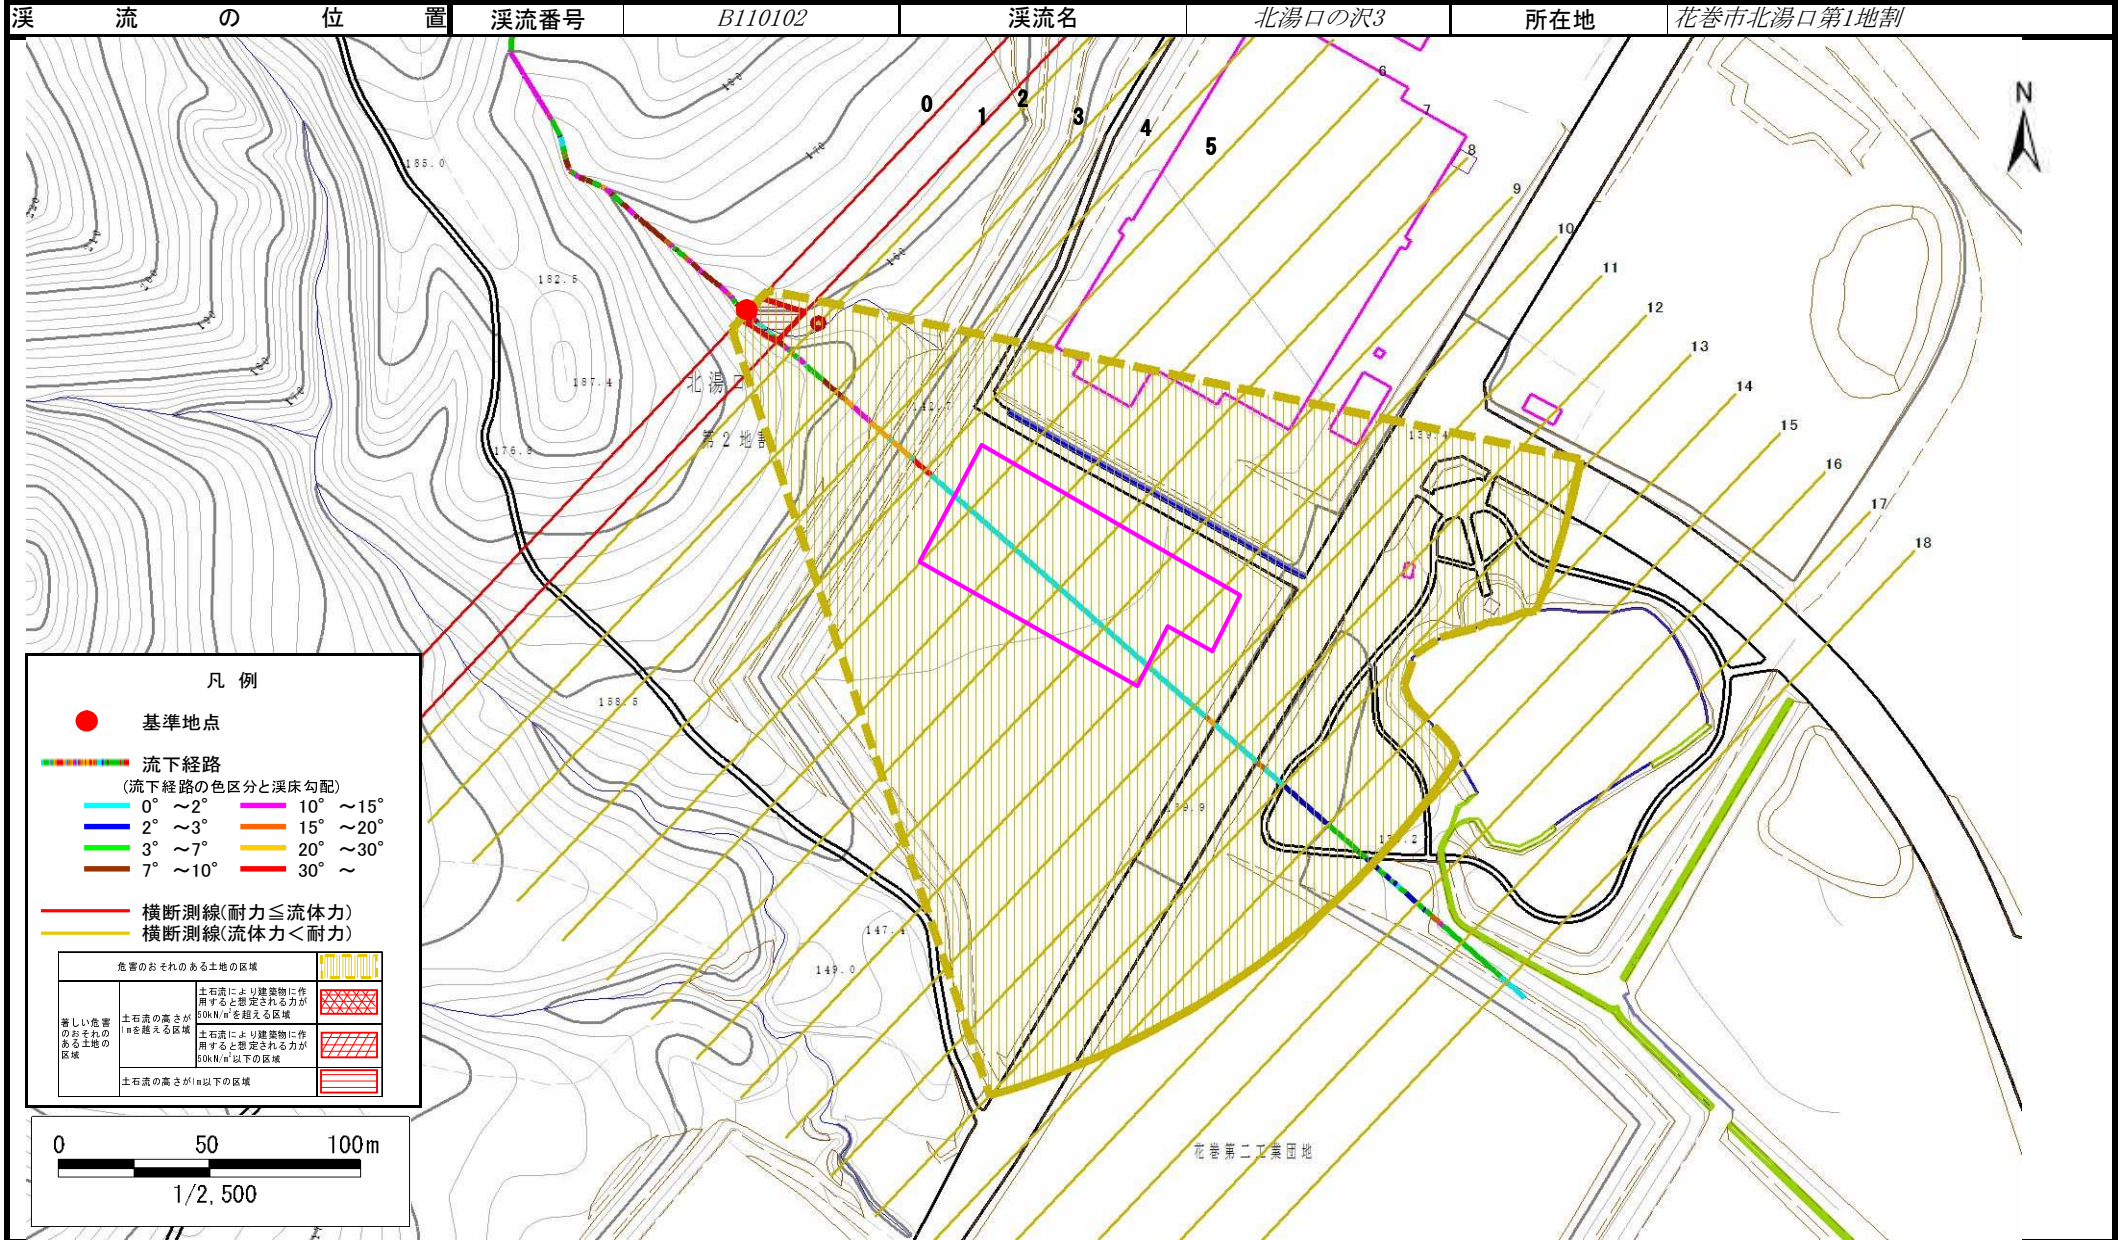 渓流の位置 渓流番号 B110102 渓流名 北湯口の沢3 所在地 花巻市北湯口第1地割
N
0
1
2
3
4
5
6
7
8
9
10
11
12
13
14
15
16
17
18
180
170
160
185.0
182.5
187.4
176.8
158.5
147.4
149.0
139.4
220
210
200
190
北湯口
第2地割
花巻第二工業団地
凡例
基準地点
流下経路
(流下経路の色区分と渓床勾配)
0° ～2° 10° ～15°
2° ～3° 15° ～20°
3° ～7° 20° ～30°
7° ～10° 30° ～
横断測線(耐力≦流体力)
横断測線(流体力＜耐力)
危害のおそれのある土地の区域
著しい危害
のおそれの
ある土地の
区域
土石流の高さが
1mを越える区域
土石流により建築物に作
用すると想定される力が
50kN/㎡を超える区域
土石流により建築物に作
用すると想定される力が
50kN/㎡以下の区域
土石流の高さが1m以下の区域
0 50 100m
1/2,500